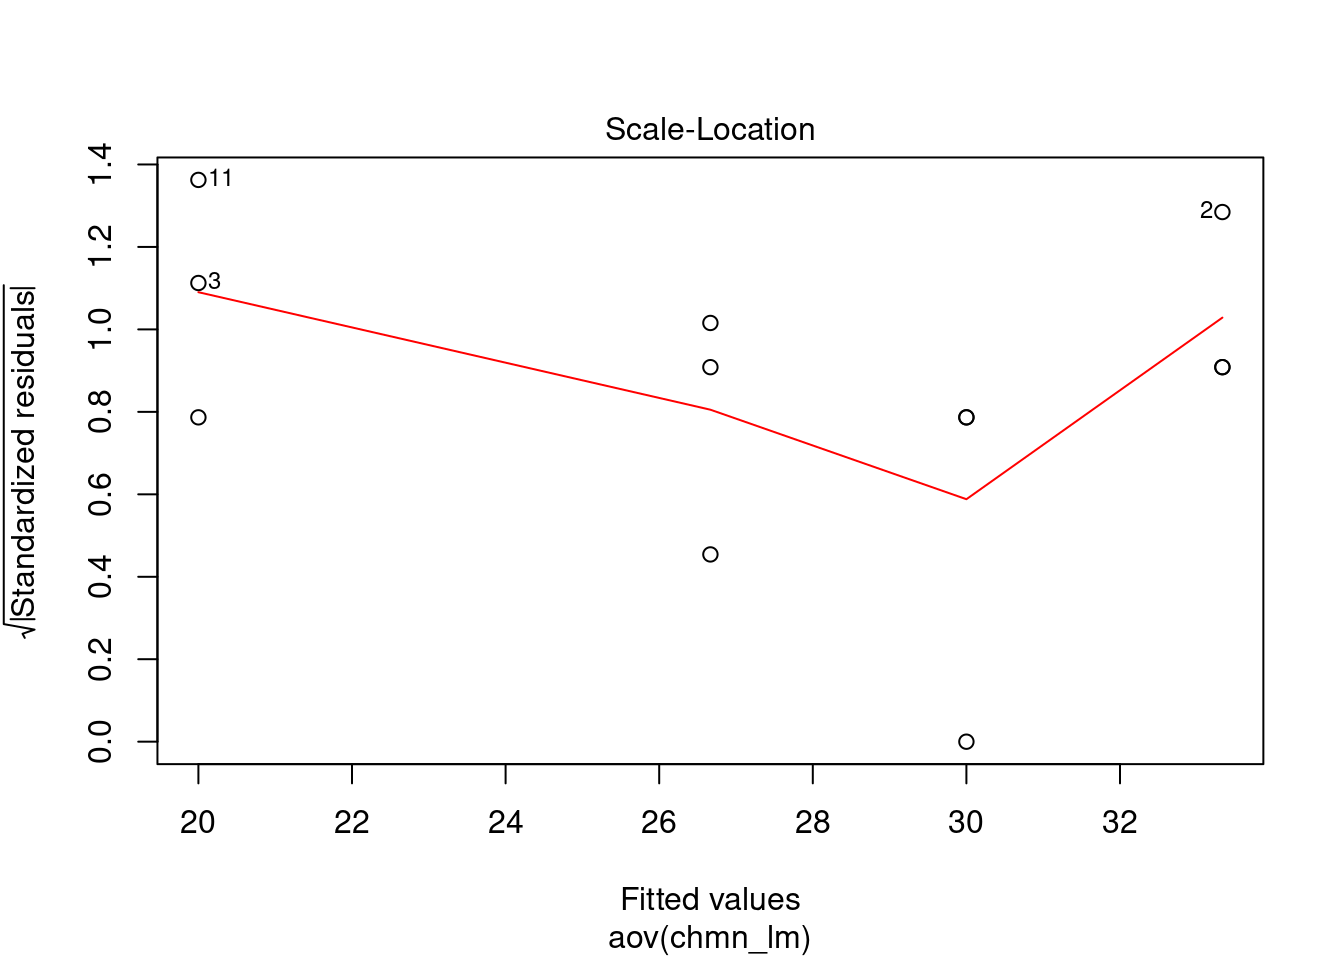 Scale-Location
√|Standardized residuals|
1.4
1.2
1.0
0.8
0.6
0.4
0.2
0.0
11
3
2
20 22 24 26 28 30 32
Fitted values
aov(chmn_lm)